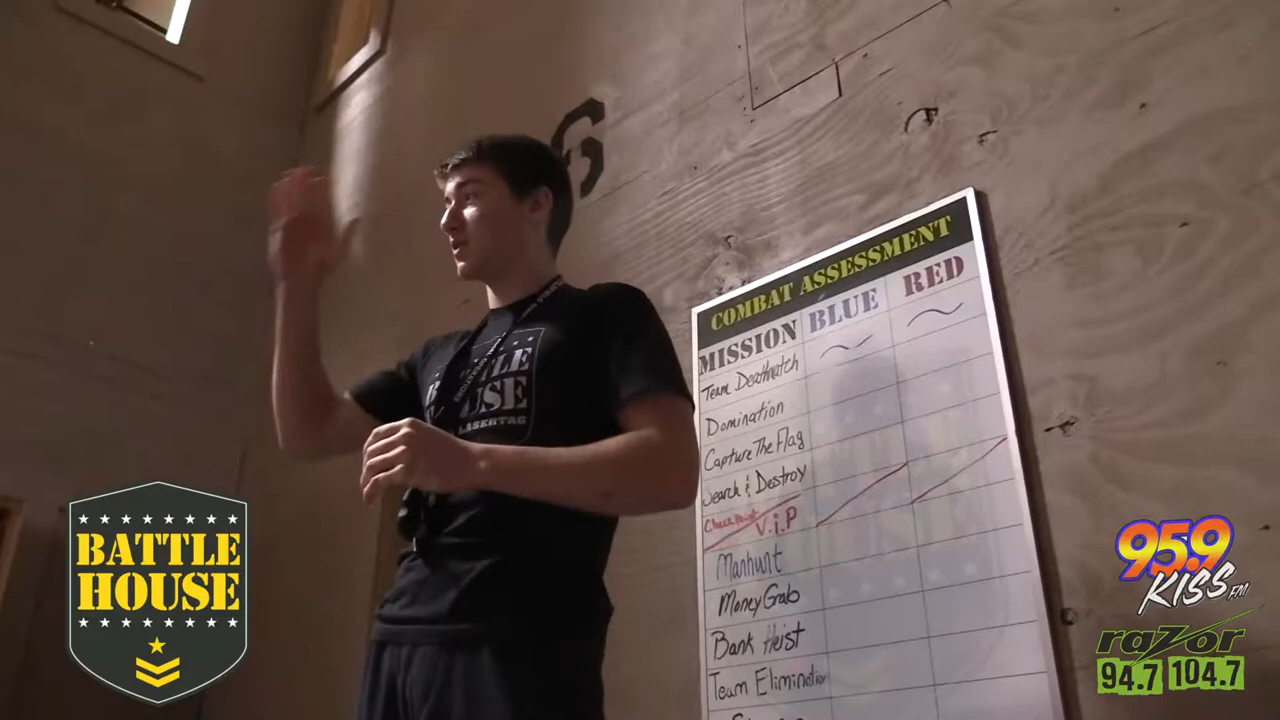 6
COMBAT ASSESSMENT
MISSION BLUE RED
Team Deathmatch ~ ~
Domination
Capture The Flag
Search & Destroy
V.i.P
Manhunt
Money Grab
Bank Heist
Team Elimination
BATTLE
HOUSE
LASERTAG
BATTLE
HOUSE
95.9
KISS FM
razor
94.7 104.7